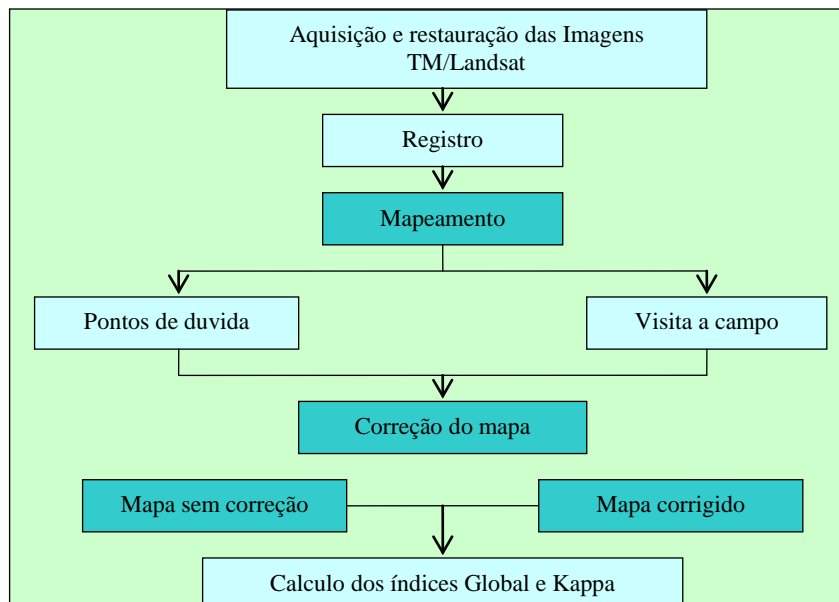 Aquisição e restauração das Imagens
TM/Landsat
Registro
Mapeamento
Pontos de duvida
Visita a campo
Correção do mapa
Mapa sem correção
Mapa corrigido
Calculo dos índices Global e Kappa